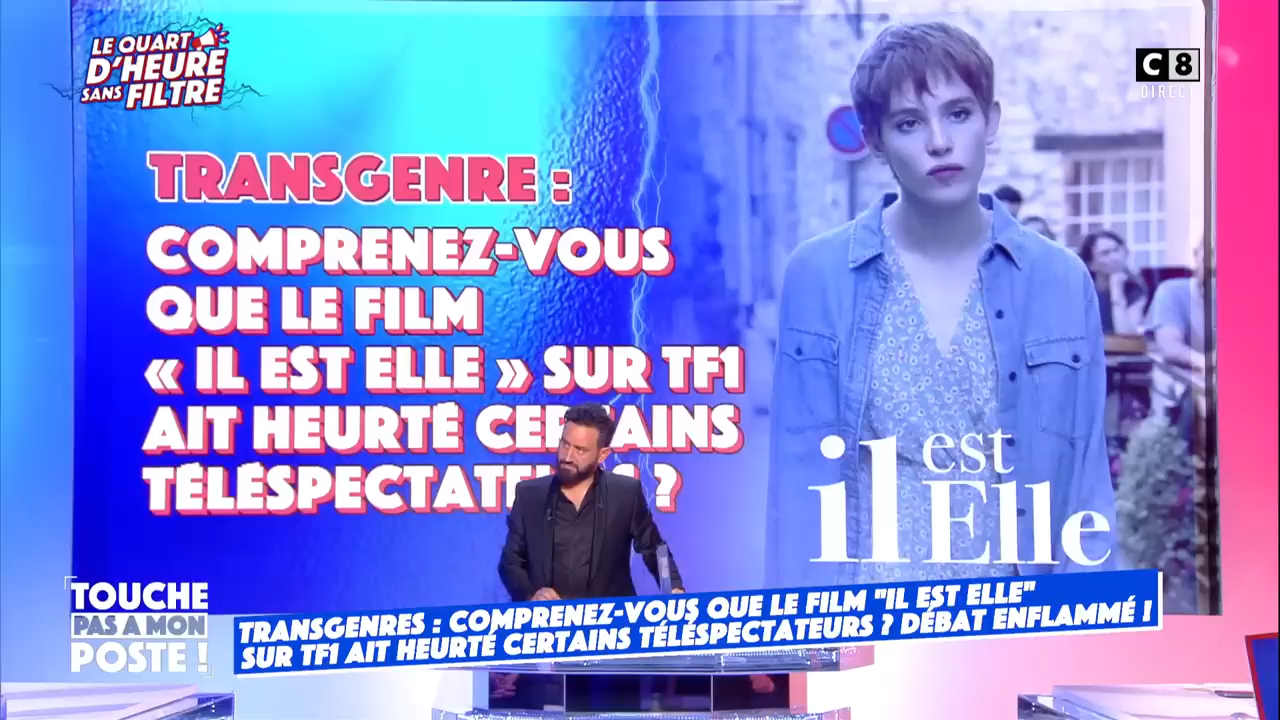 LE QUART
D'HEURE
SANS FILTRE
C8
DIRECT
TRANSGENRE :
COMPRENEZ-VOUS
QUE LE FILM
« IL EST ELLE » SUR TF1
AIT HEURTÉ CERTAINS
TÉLÉSPECTATEURS ?
il est Elle
TOUCHE
PAS A MON
POSTE !
TRANSGENRES : COMPRENEZ-VOUS QUE LE FILM "IL EST ELLE"
SUR TF1 AIT HEURTÉ CERTAINS TÉLÉSPECTATEURS ? DÉBAT ENFLAMMÉ !